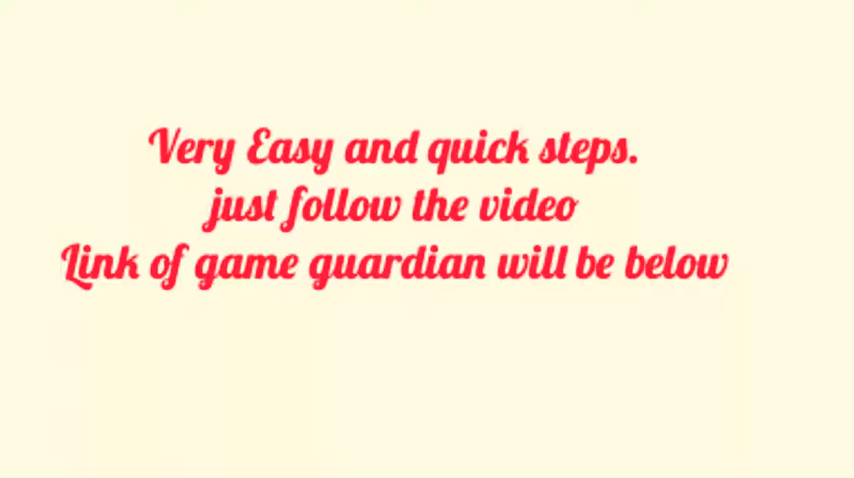 Very Easy and quick steps.
just follow the video
Link of game guardian will be below